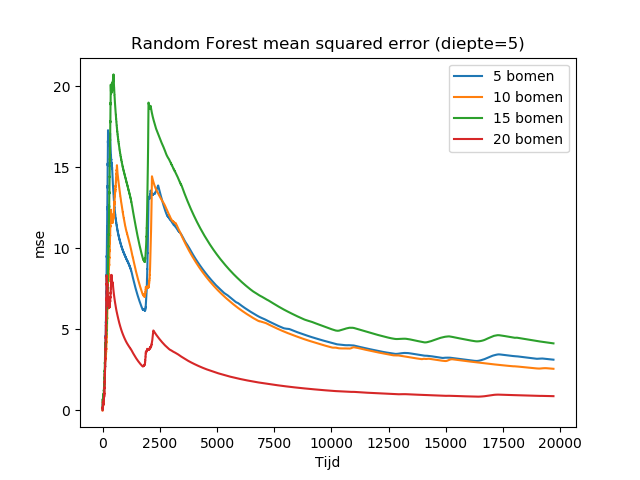 Random Forest mean squared error (diepte=5)
5 bomen
10 bomen
15 bomen
20 bomen
mse
20
15
10
5
0
0 2500 5000 7500 10000 12500 15000 17500 20000
Tijd